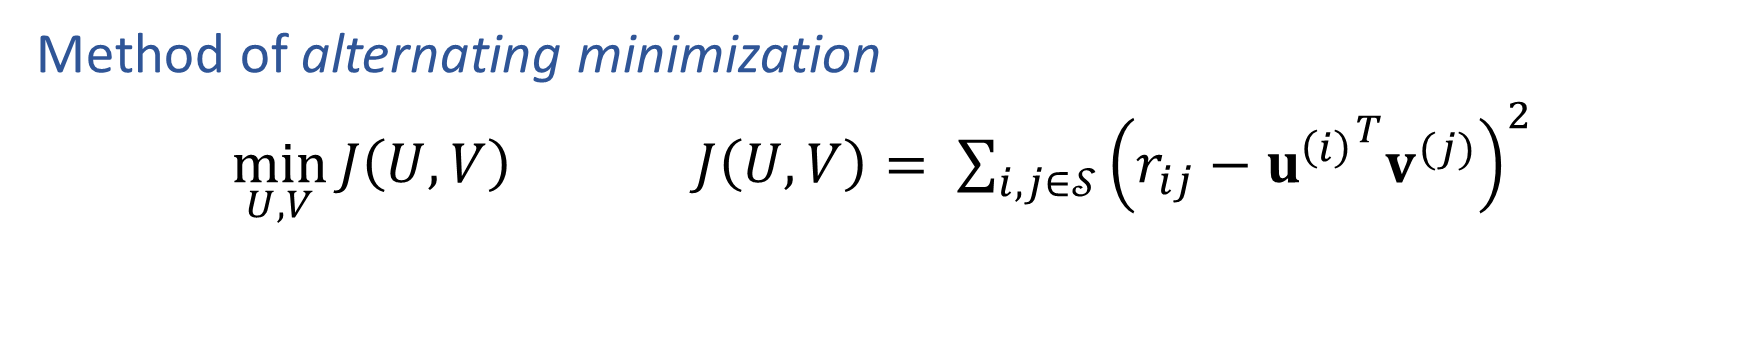 Method of alternating minimization
min J(U, V) J(U, V) = ∑i,j∈𝒮 (rij − u(i)T v(j))2
U,V